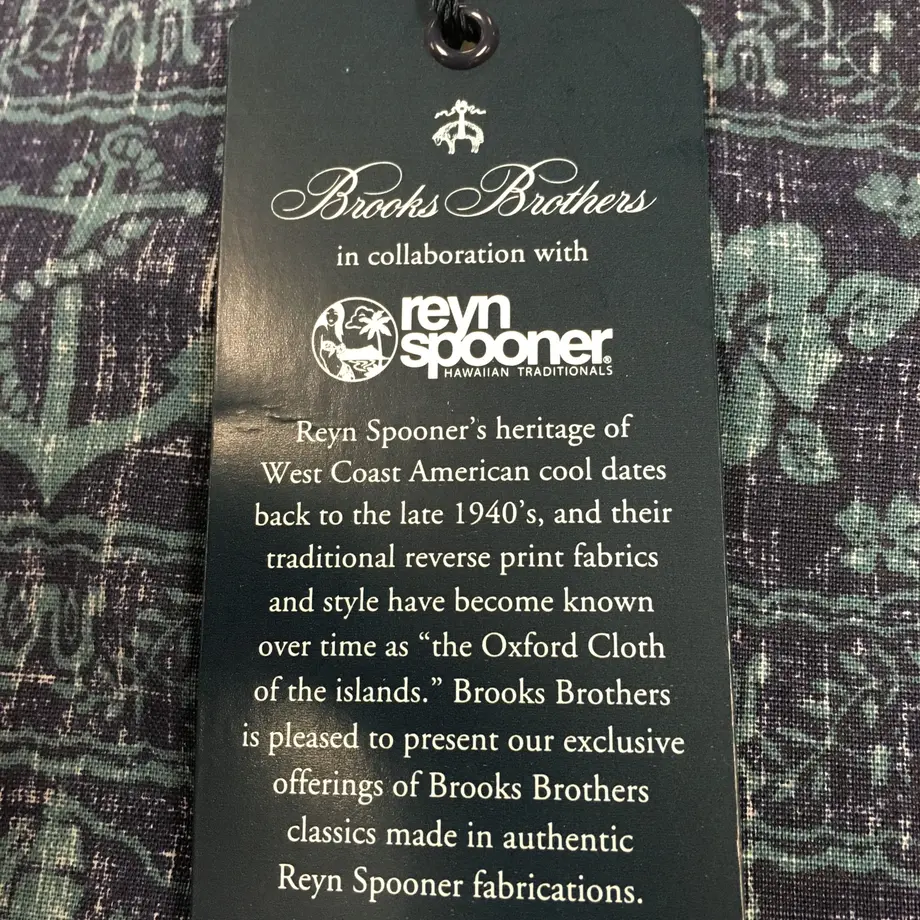 Brooks Brothers
in collaboration with
reyn
spooner®
HAWAIIAN TRADITIONALS
Reyn Spooner's heritage of
West Coast American cool dates
back to the late 1940's, and their
traditional reverse print fabrics
and style have become known
over time as “the Oxford Cloth
of the islands.” Brooks Brothers
is pleased to present our exclusive
offerings of Brooks Brothers
classics made in authentic
Reyn Spooner fabrications.